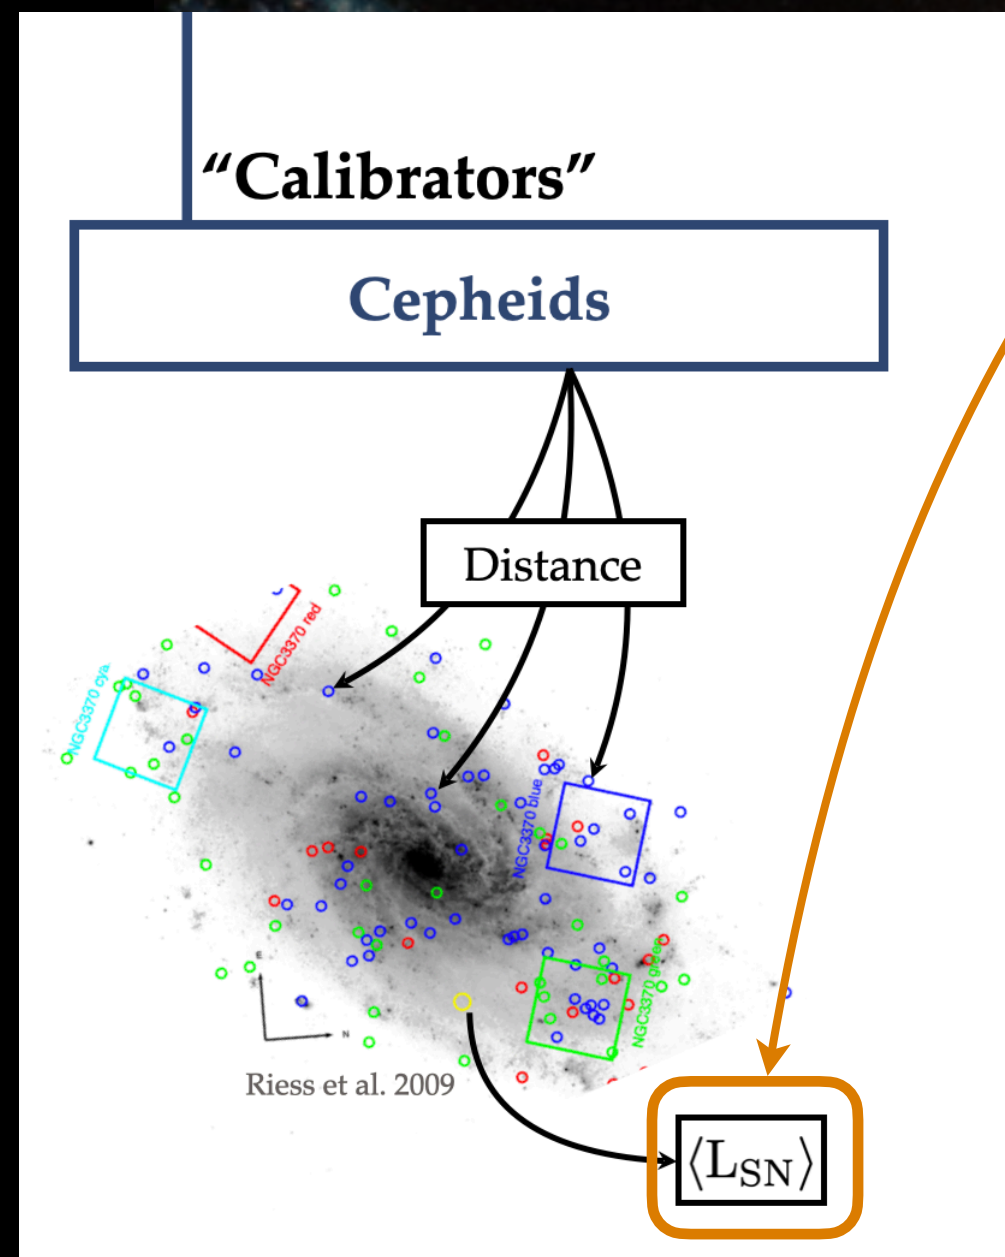 “Calibrators”
Cepheids
Distance
NGC3370 red
NGC3370 cya
NGC3370 blue
NGC3370 green
E
N
Riess et al. 2009
⟨L_SN⟩